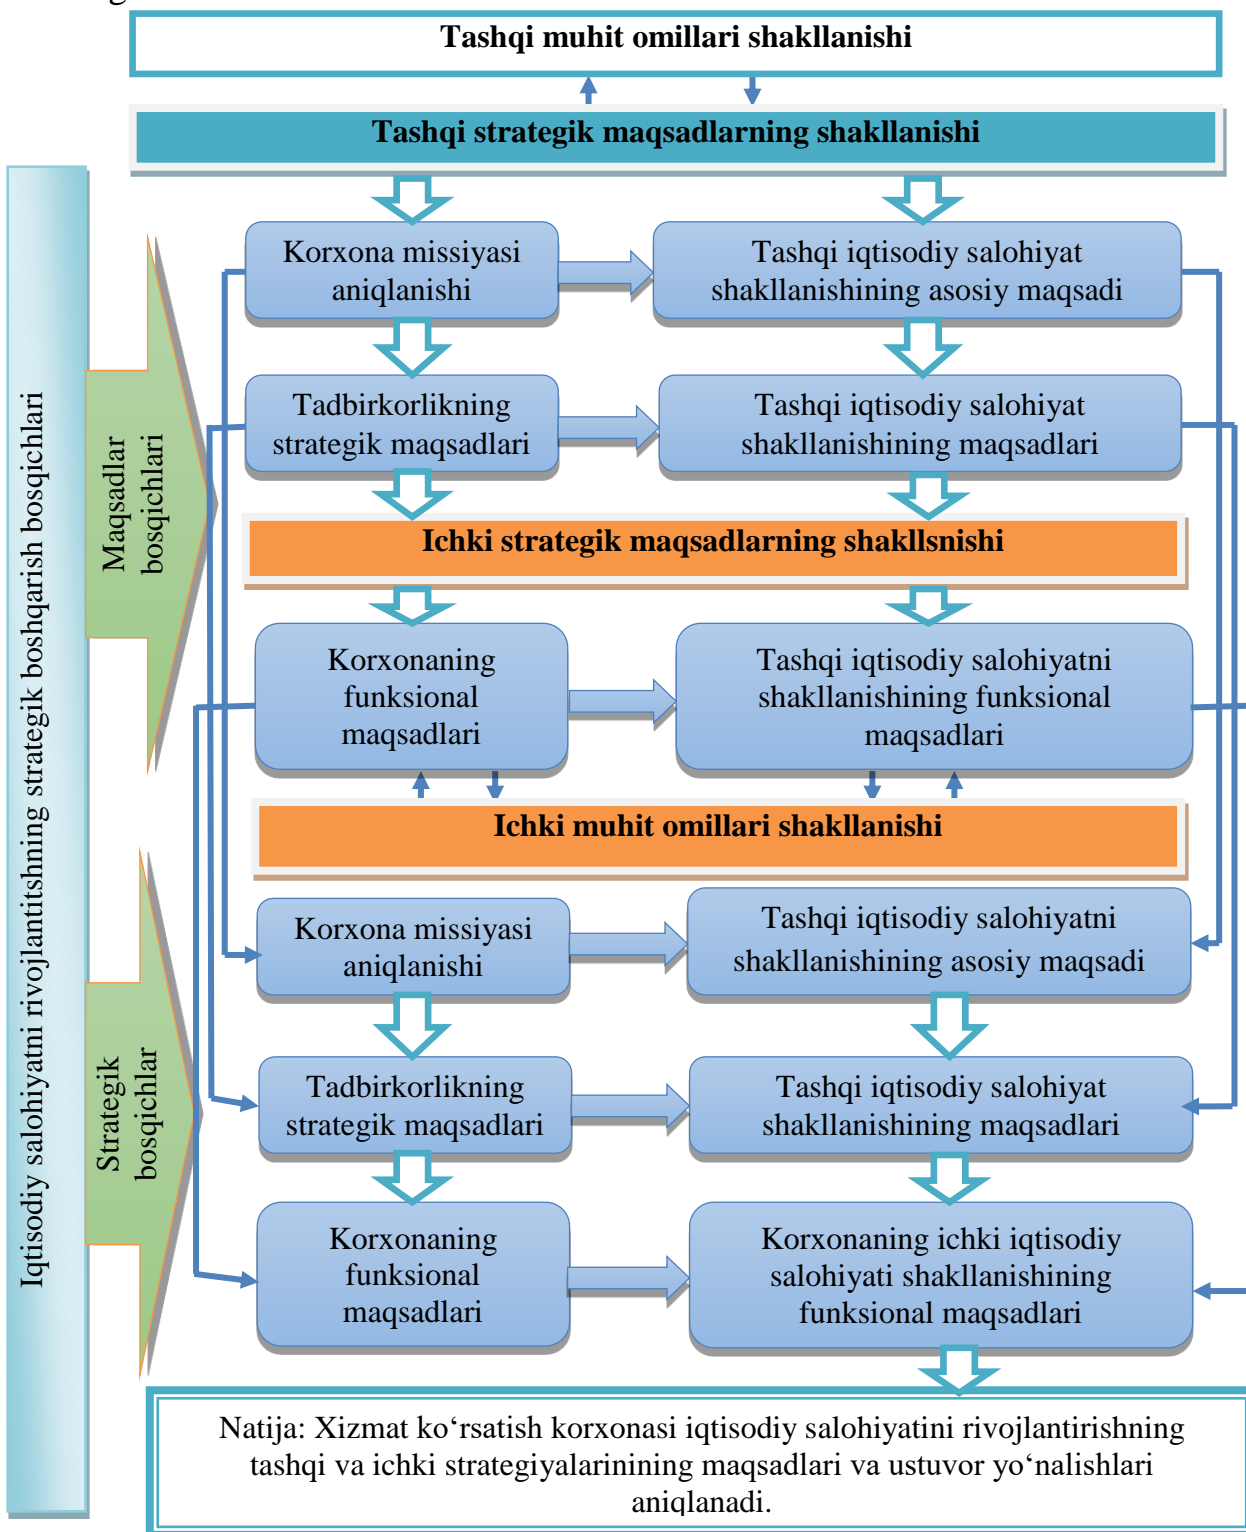 Tashqi muhit omillari shakllanishi
Tashqi strategik maqsadlarning shakllanishi
Iqtisodiy salohiyatni rivojlantitshning strategik boshqarish bosqichlari
Maqsadlar
bosqichlari
Korxona missiyasi
aniqlanishi
Tashqi iqtisodiy salohiyat
shakllanishining asosiy maqsadi
Tadbirkorlikning
strategik maqsadlari
Tashqi iqtisodiy salohiyat
shakllanishining maqsadlari
Ichki strategik maqsadlarning shakllsnishi
Korxonaning
funksional
maqsadlari
Tashqi iqtisodiy salohiyatni
shakllanishining funksional
maqsadlari
Ichki muhit omillari shakllanishi
Strategik
bosqichlar
Korxona missiyasi
aniqlanishi
Tashqi iqtisodiy salohiyatni
shakllanishining asosiy maqsadi
Tadbirkorlikning
strategik maqsadlari
Tashqi iqtisodiy salohiyat
shakllanishining maqsadlari
Korxonaning
funksional
maqsadlari
Korxonaning ichki iqtisodiy
salohiyati shakllanishining
funksional maqsadlari
Natija: Xizmat ko‘rsatish korxonasi iqtisodiy salohiyatini rivojlantirishning
tashqi va ichki strategiyalarinining maqsadlari va ustuvor yo‘nalishlari
aniqlanadi.